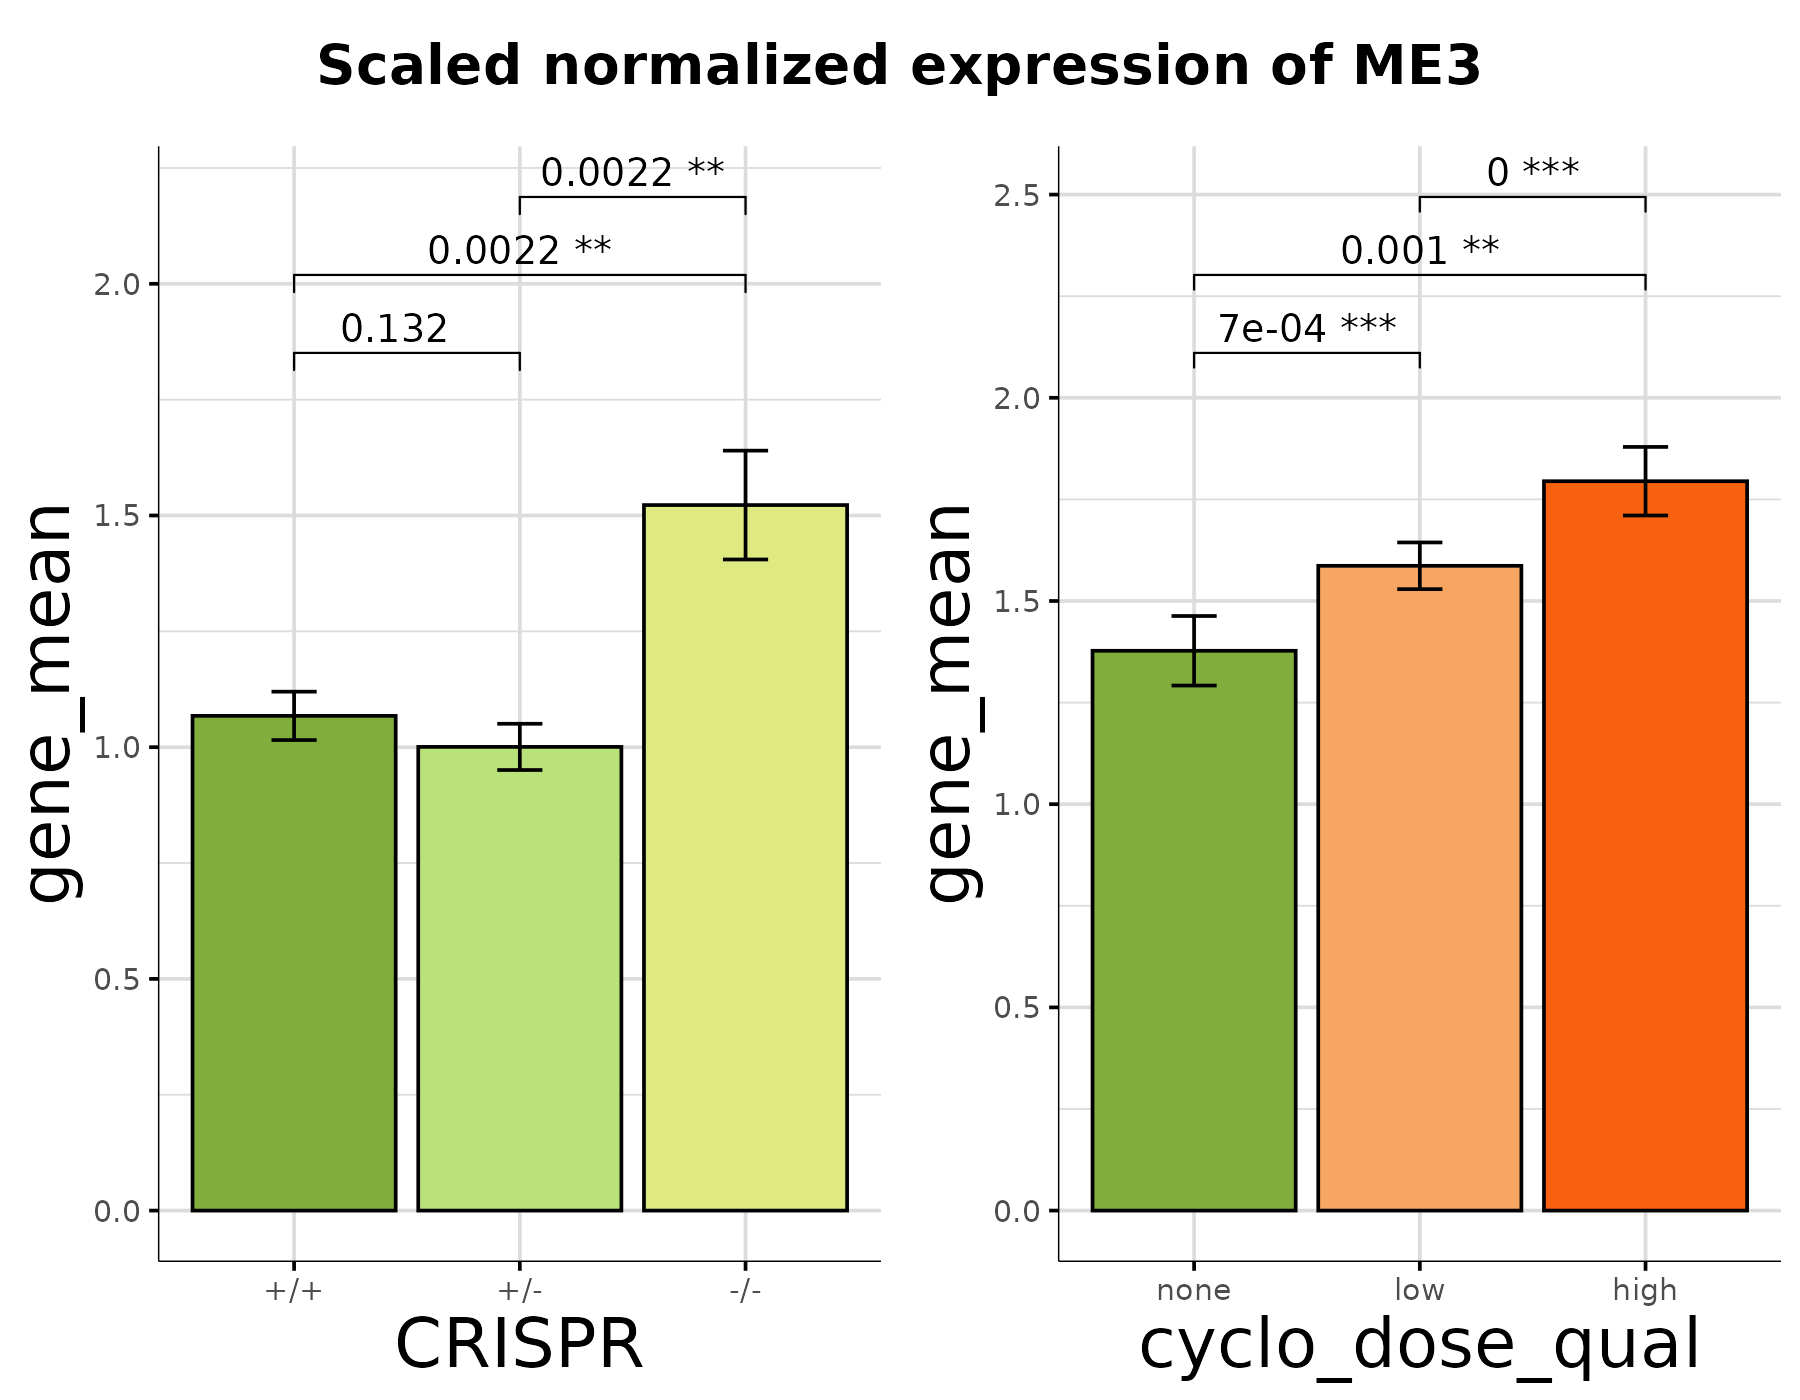 Scaled normalized expression of ME3
gene_mean
2.0
1.5
1.0
0.5
0.0
0.0022 **
0.0022 **
0.132
+/+ +/- -/-
CRISPR
gene_mean
2.5
2.0
1.5
1.0
0.5
0.0
0 ***
0.001 **
7e-04 ***
none low high
cyclo_dose_qual